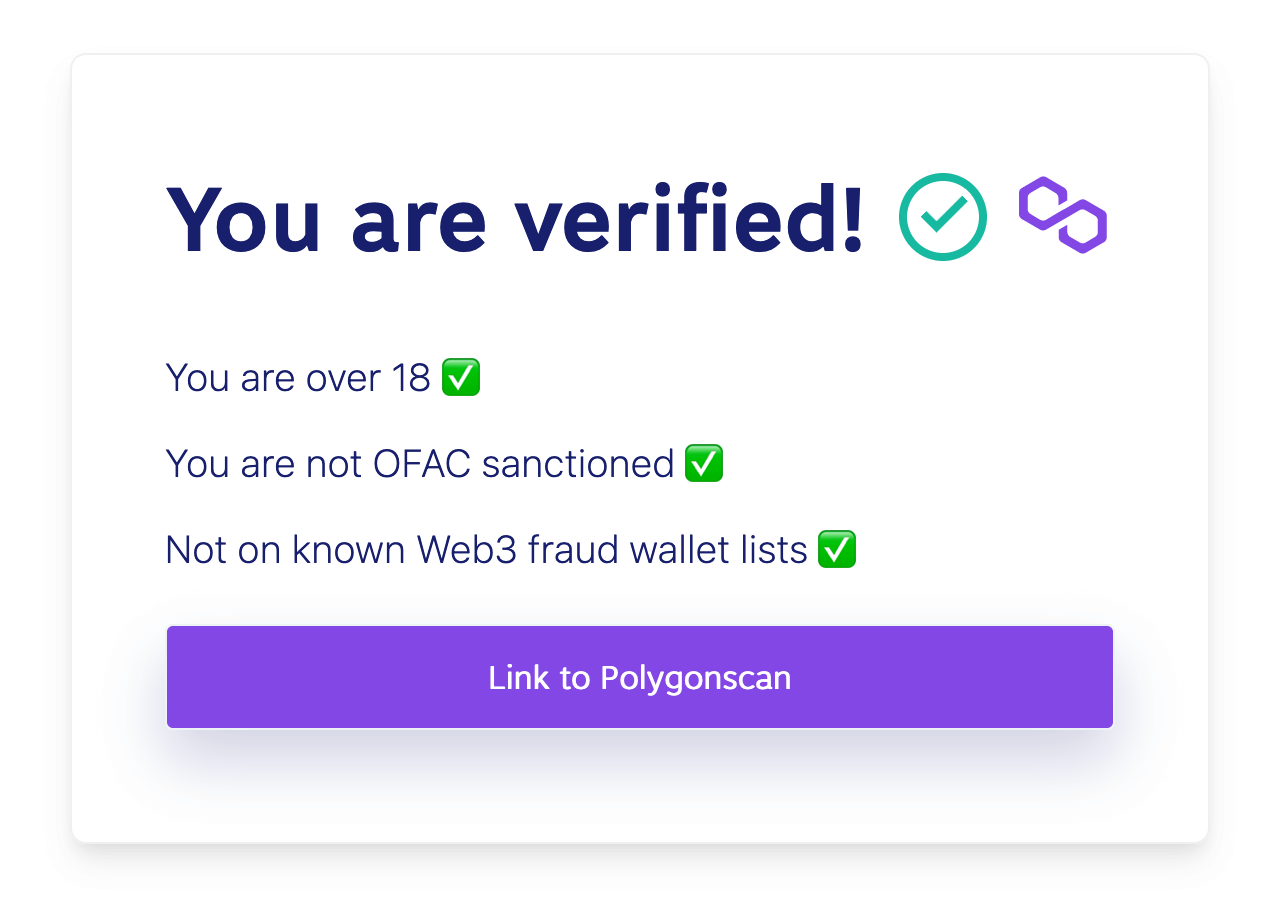 You are verified!
You are over 18 ✅
You are not OFAC sanctioned ✅
Not on known Web3 fraud wallet lists ✅
Link to Polygonscan